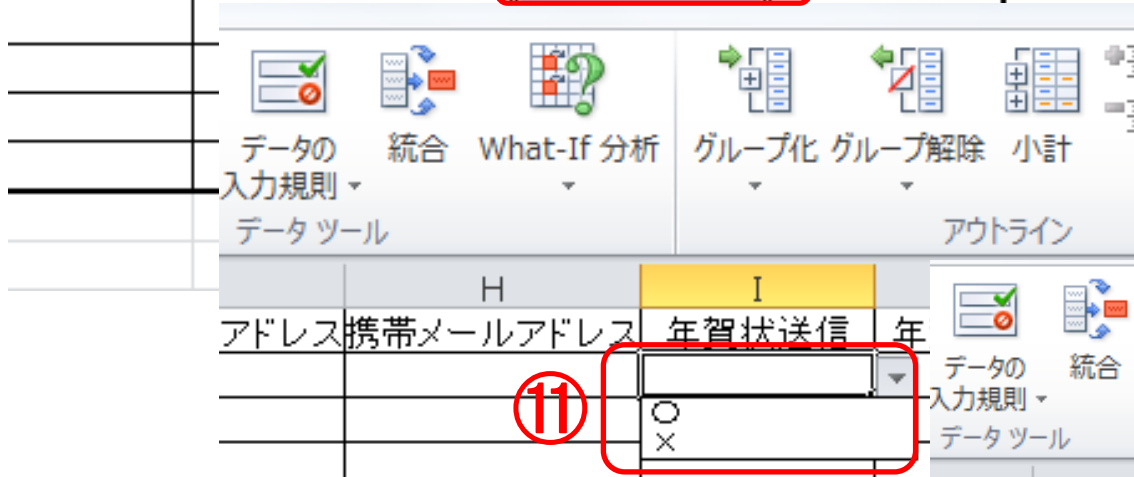 データの 統合 What-If 分析 グループ化 グループ解除 小計
入力規則
データ ツール アウトライン
H I
アドレス 携帯メールアドレス 年賀状送信 年
データの 統合
入力規則
データ ツール
⑪
○
×